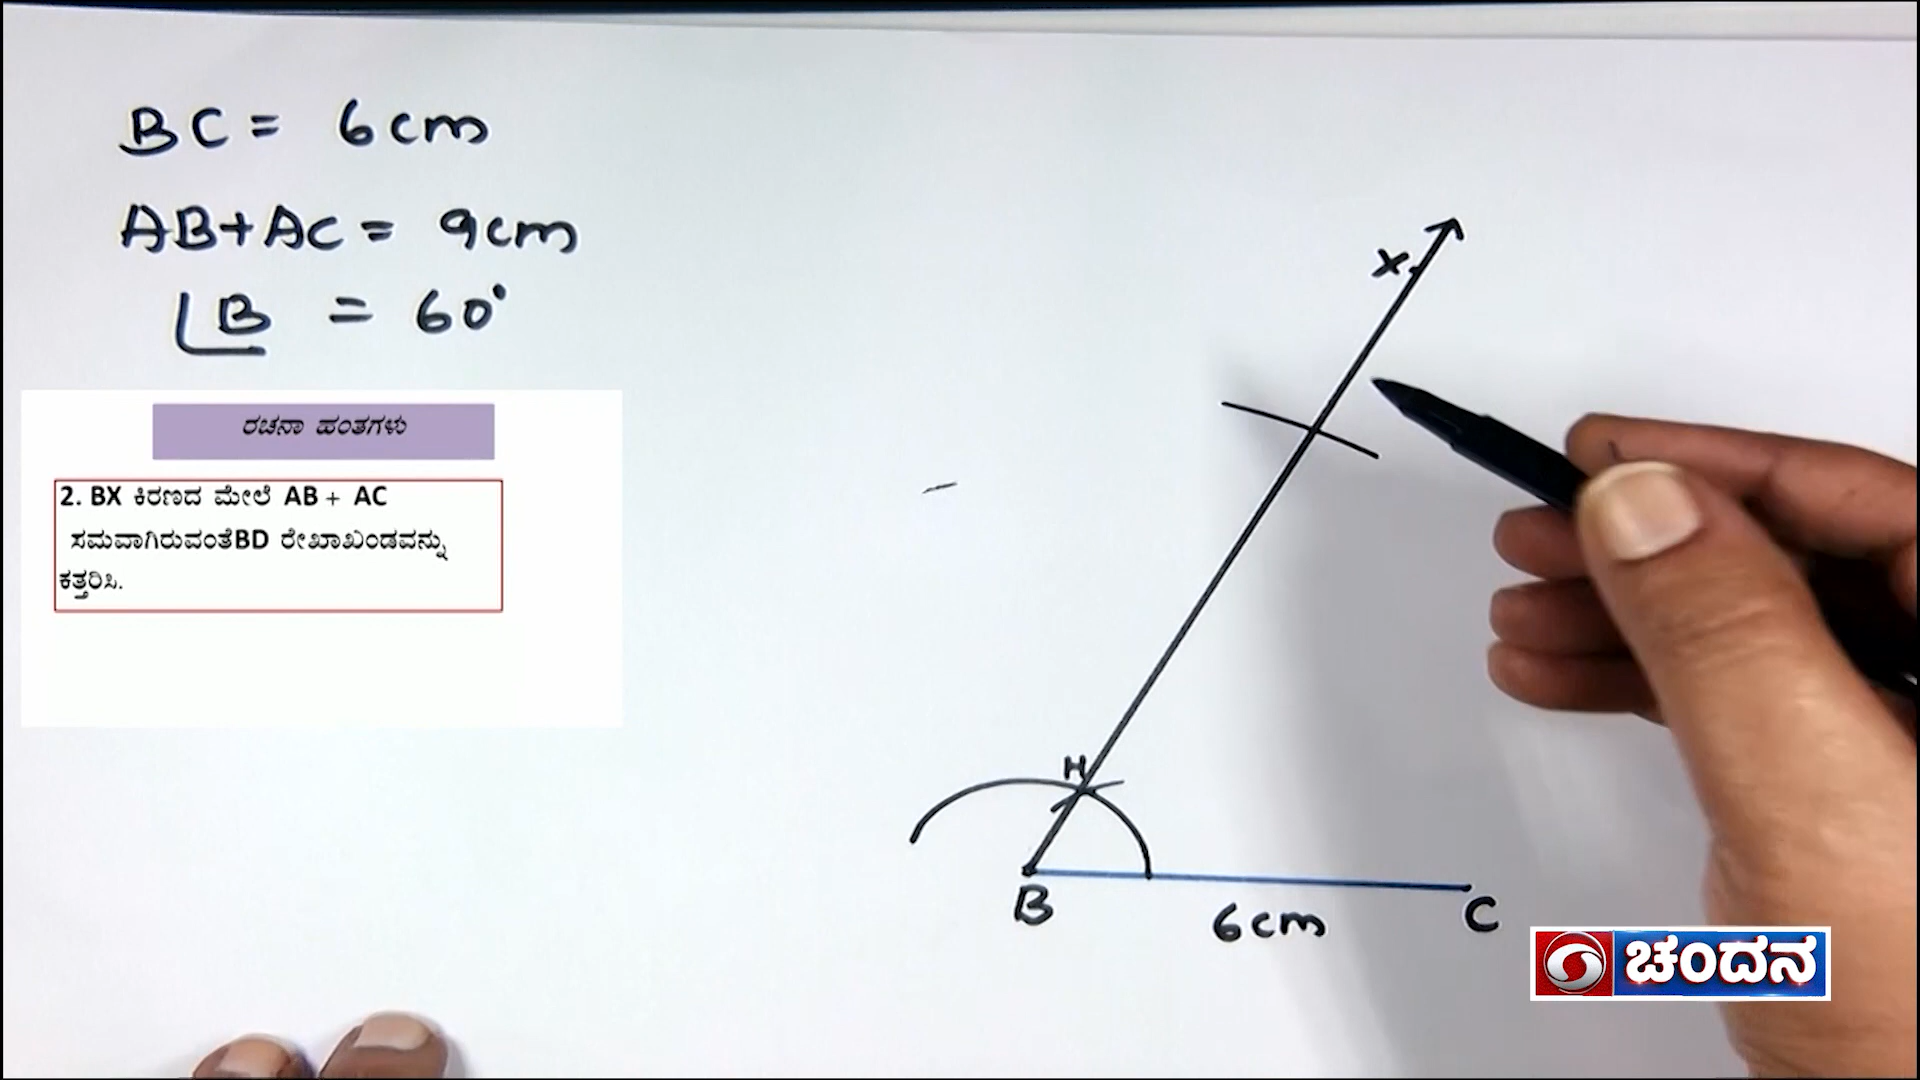 BC = 6cm
AB+AC = 9cm
∠B = 60°
ರಚನಾ ಹಂತಗಳು
2. BX ಕಿರಣದ ಮೇಲೆ AB + AC
ಸಮವಾಗಿರುವಂತೆBD ರೇಖಾಖಂಡವನ್ನು
ಕತ್ತರಿಸಿ.
X
H
B
6cm
C
ಚಂದನ